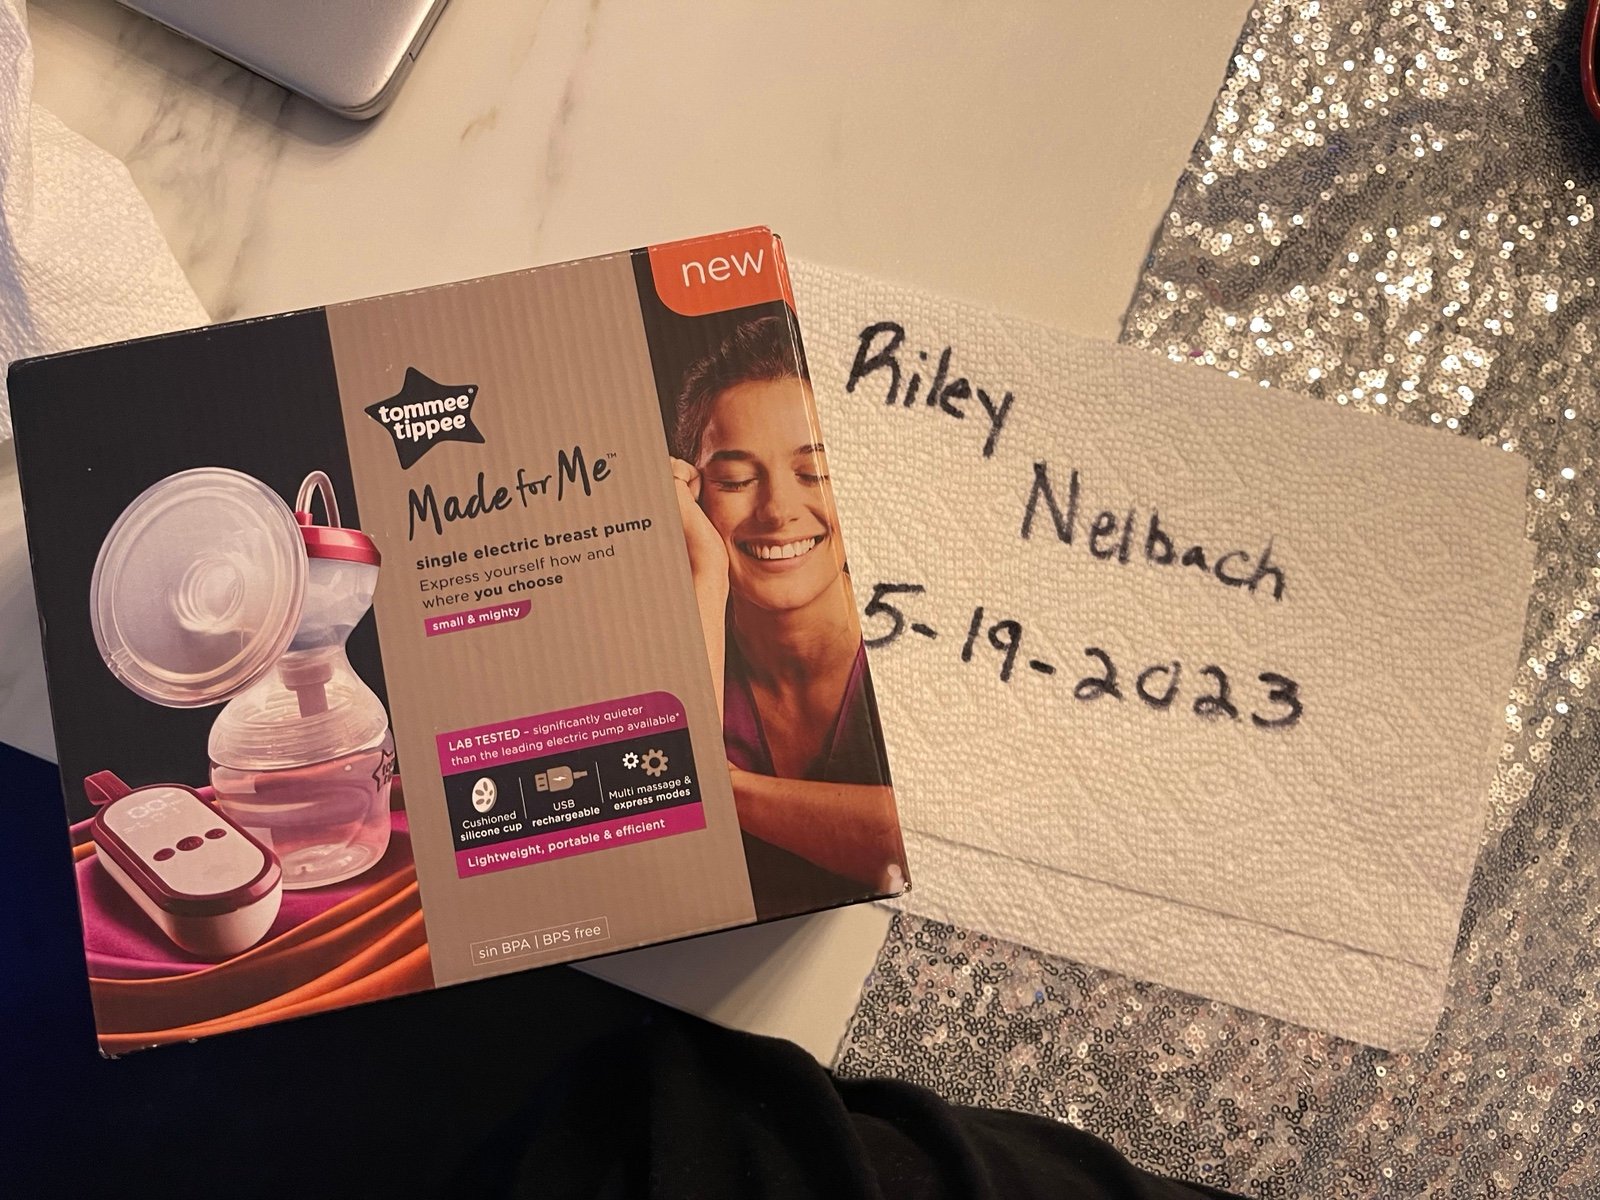 new
tommee
tippee
Made for Me™
single electric breast pump
Express yourself how and
where you choose
small & mighty
LAB TESTED – significantly quieter
than the leading electric pump available*
Cushioned
silicone cup
USB
rechargeable
Multi massage &
express modes
Lightweight, portable & efficient
sin BPA | BPS free
Riley
Nelbach
5-19-2023